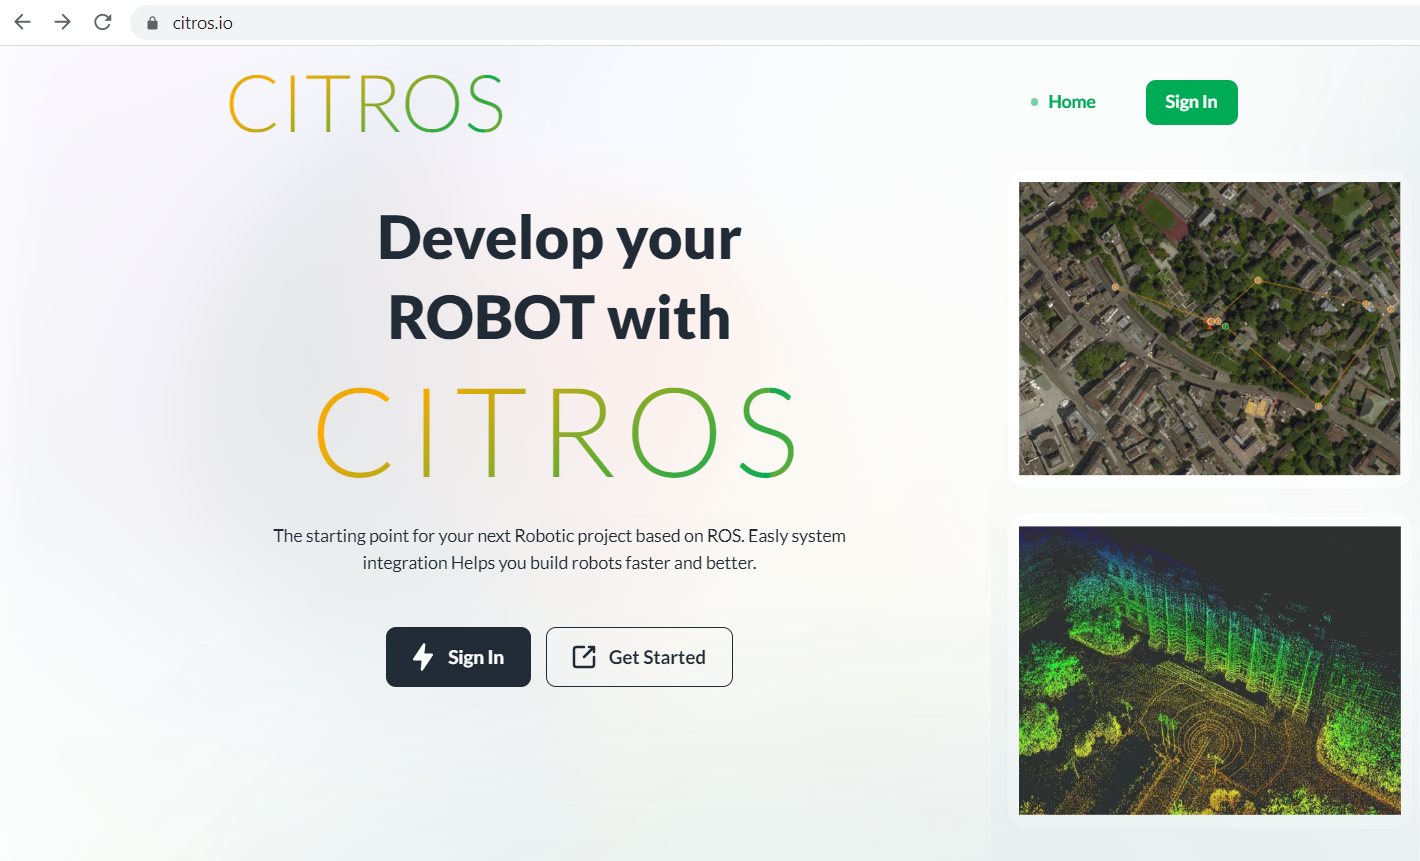 citros.io
CITROS
Home
Sign In
Develop your
ROBOT with
CITROS
The starting point for your next Robotic project based on ROS. Easly system
integration Helps you build robots faster and better.
Sign In
Get Started